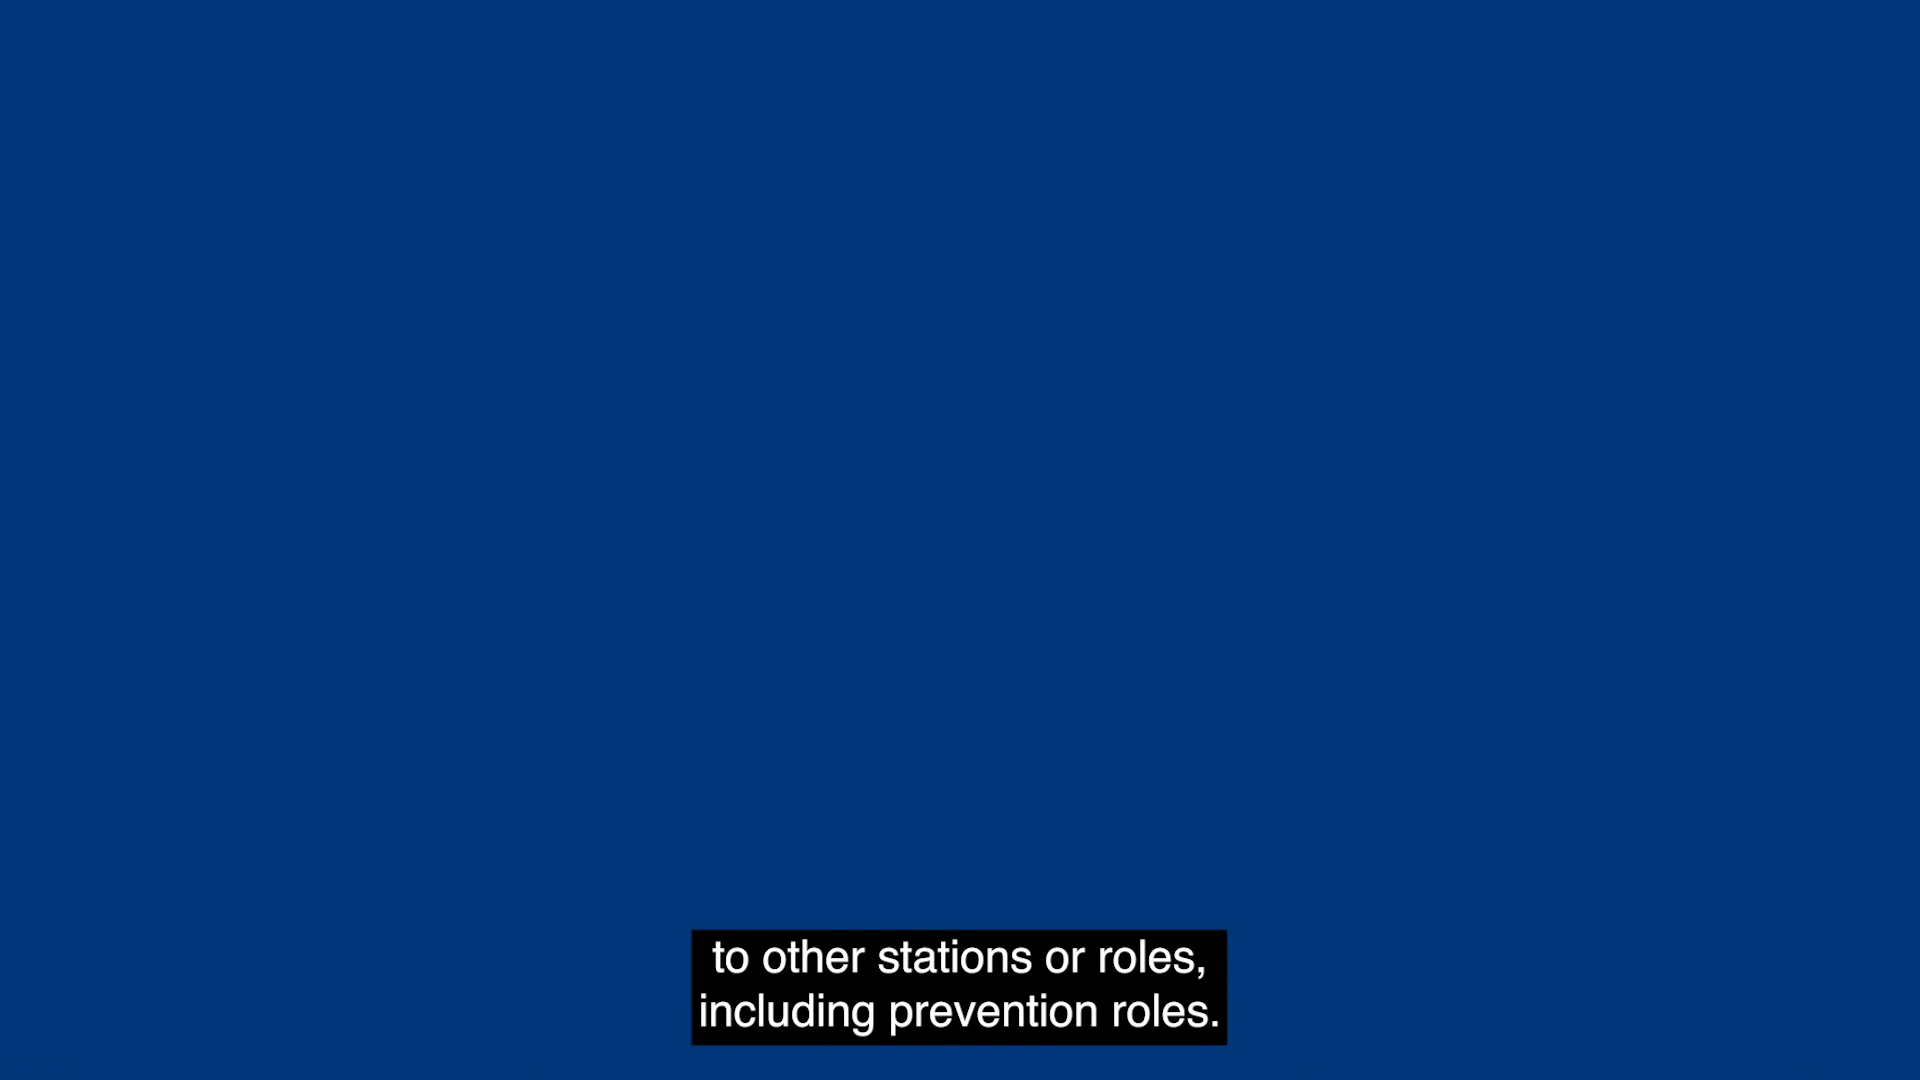 to other stations or roles,
including prevention roles.